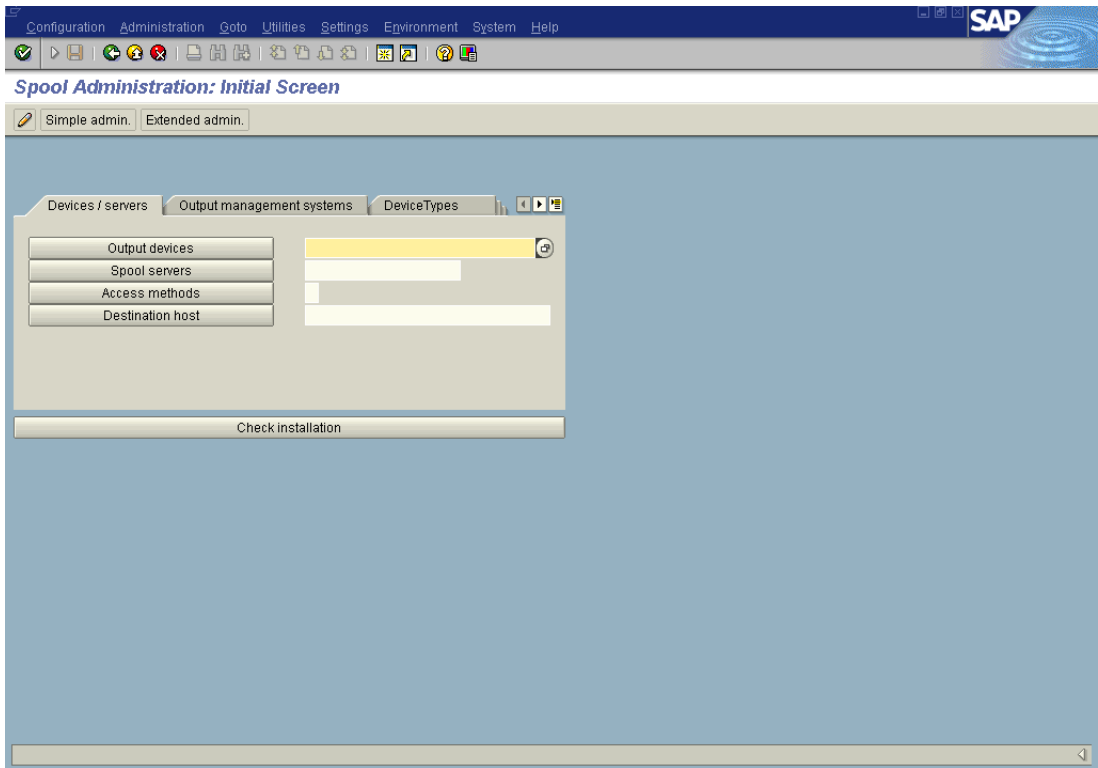 Configuration Administration Goto Utilities Settings Environment System Help
SAP
Spool Administration: Initial Screen
Simple admin. Extended admin.
Devices / servers Output management systems DeviceTypes
Output devices
Spool servers
Access methods
Destination host
Check installation